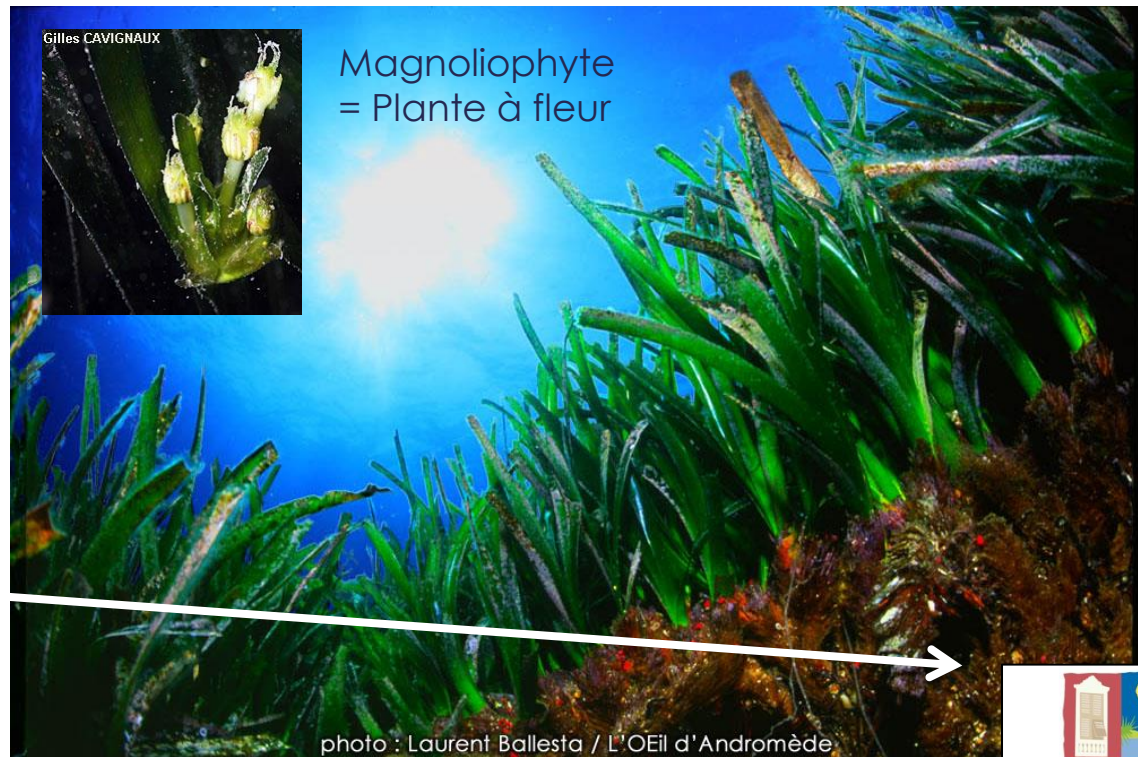 Gilles CAVIGNAUX
Magnoliophyte
= Plante à fleur
photo : Laurent Ballesta / L'OEil d'Andromède